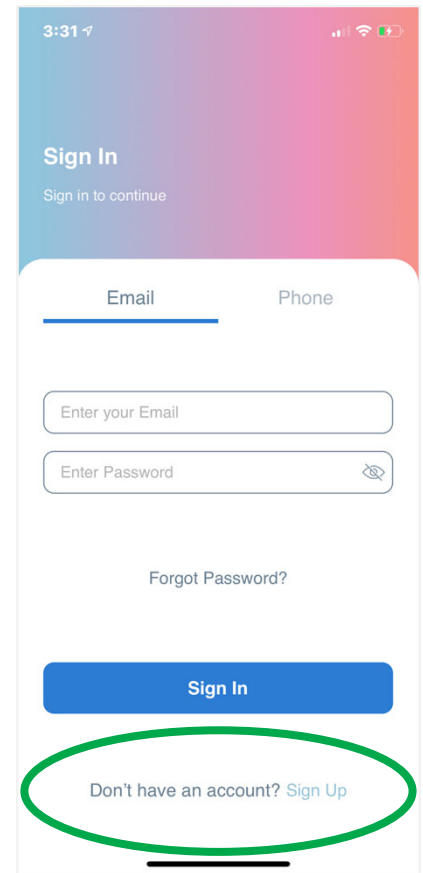 3:31
Sign In
Sign in to continue
Email Phone
Enter your Email
Enter Password
Forgot Password?
Sign In
Don't have an account? Sign Up